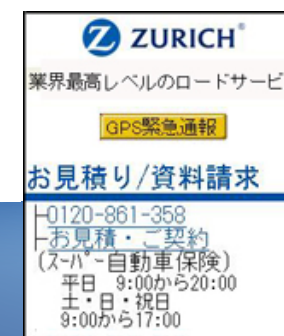 ZURICH®
業界最高レベルのロードサービ
GPS緊急通報
お見積り/資料請求
├0120-861-358
├お見積・ご契約
(スーパー自動車保険)
平日 9:00から20:00
土・日・祝日
9:00から17:00